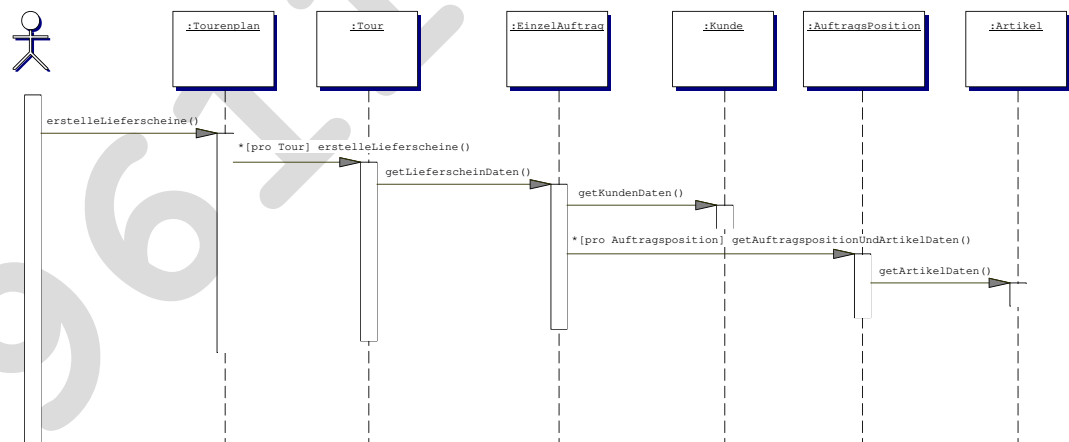 :Tourenplan
:Tour
:EinzelAuftrag
:Kunde
:AuftragsPosition
:Artikel
erstelleLieferscheine()
*[pro Tour] erstelleLieferscheine()
getLieferscheinDaten()
getKundenDaten()
*[pro Auftragsposition] getAuftragspositionUndArtikelDaten()
getArtikelDaten()